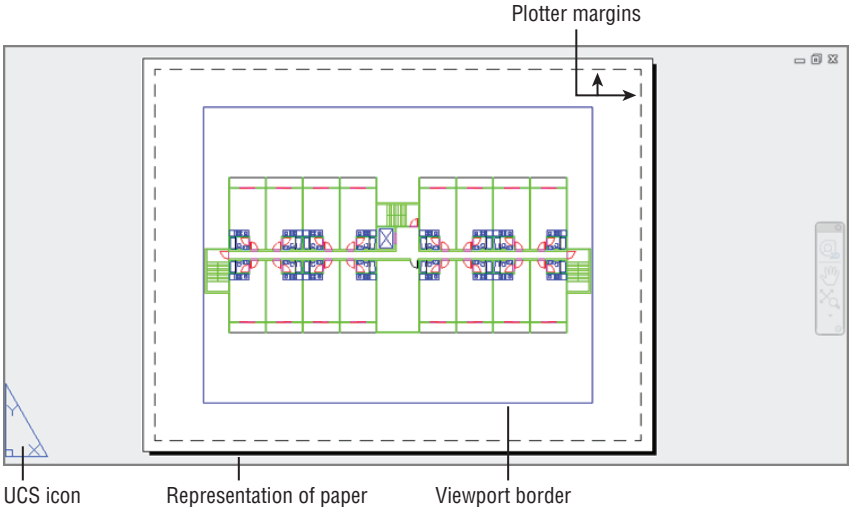 Plotter margins
Y
X
UCS icon
Representation of paper
Viewport border